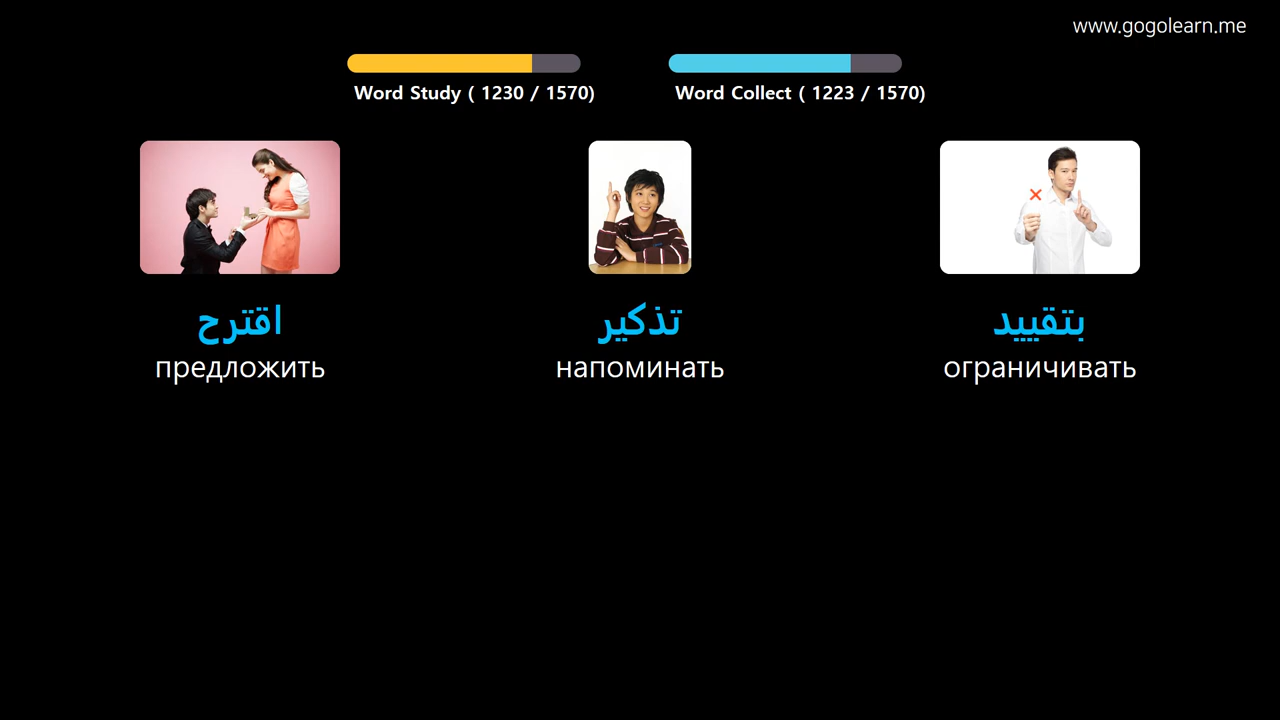 www.gogolearn.me
Word Study ( 1230 / 1570)
Word Collect ( 1223 / 1570)
اقترح
تذكير
بتقييد
предложить
напоминать
ограничивать